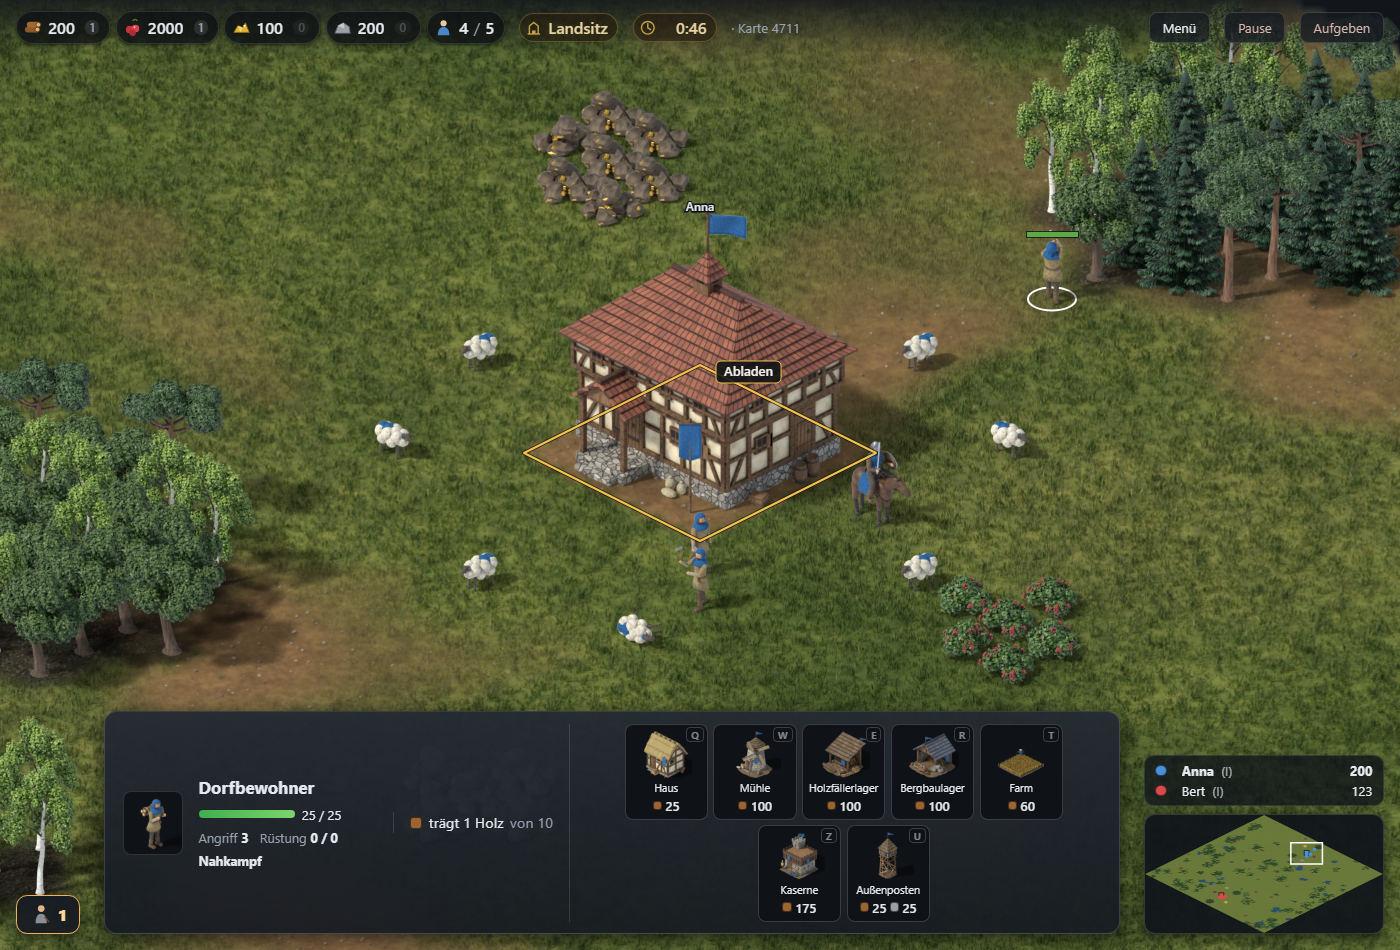 200 1 2000 1 100 0 200 0 4 / 5 Landsitz 0:46 · Karte 4711 Menü Pause Aufgeben
Anna
Abladen
Dorfbewohner
25 / 25
Angriff 3 Rüstung 0 / 0
Nahkampf
trägt 1 Holz von 10
Q W E R T
Haus Mühle Holzfällerlager Bergbaulager Farm
25 100 100 100 60
Z U
Kaserne Außenposten
175 25 25
Anna (I) 200
Bert (I) 123
1